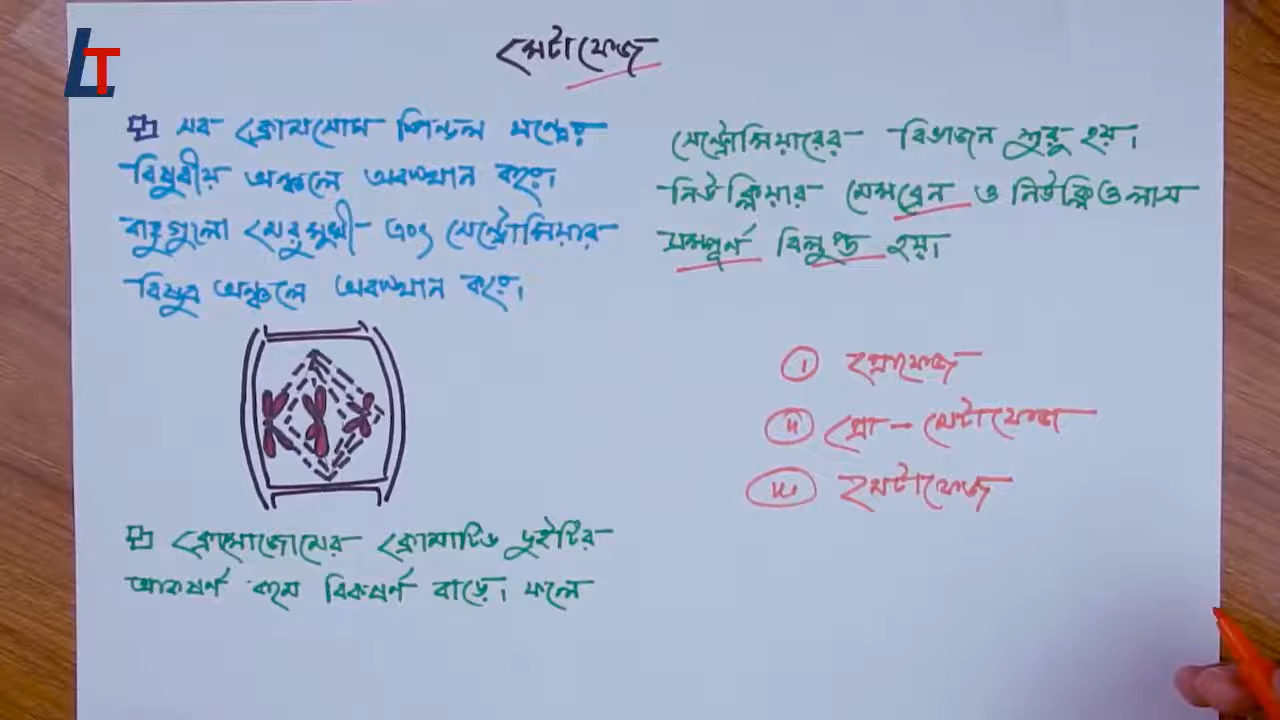 LT
মেটাফেজ
সব ক্রোমোসোম স্পিন্ডল যন্ত্রের
বিষুবীয় অঞ্চলে অবস্থান করে।
বাহুগুলো মেরুমুখী এবং সেন্ট্রোমিয়ার
বিষুব অঞ্চলে অবস্থান করে।
ক্রোমোজোমের ক্রোমাটিড দুইটির
আকর্ষণ কমে বিকর্ষণ বাড়ে। ফলে
সেন্ট্রোমিয়ারের বিভাজন শুরু হয়।
নিউক্লিয়ার মেমব্রেন ও নিউক্লিওলাস
সম্পূর্ণ বিলুপ্ত হয়।
i প্রোফেজ
ii প্রো - মেটাফেজ
iii মেটাফেজ